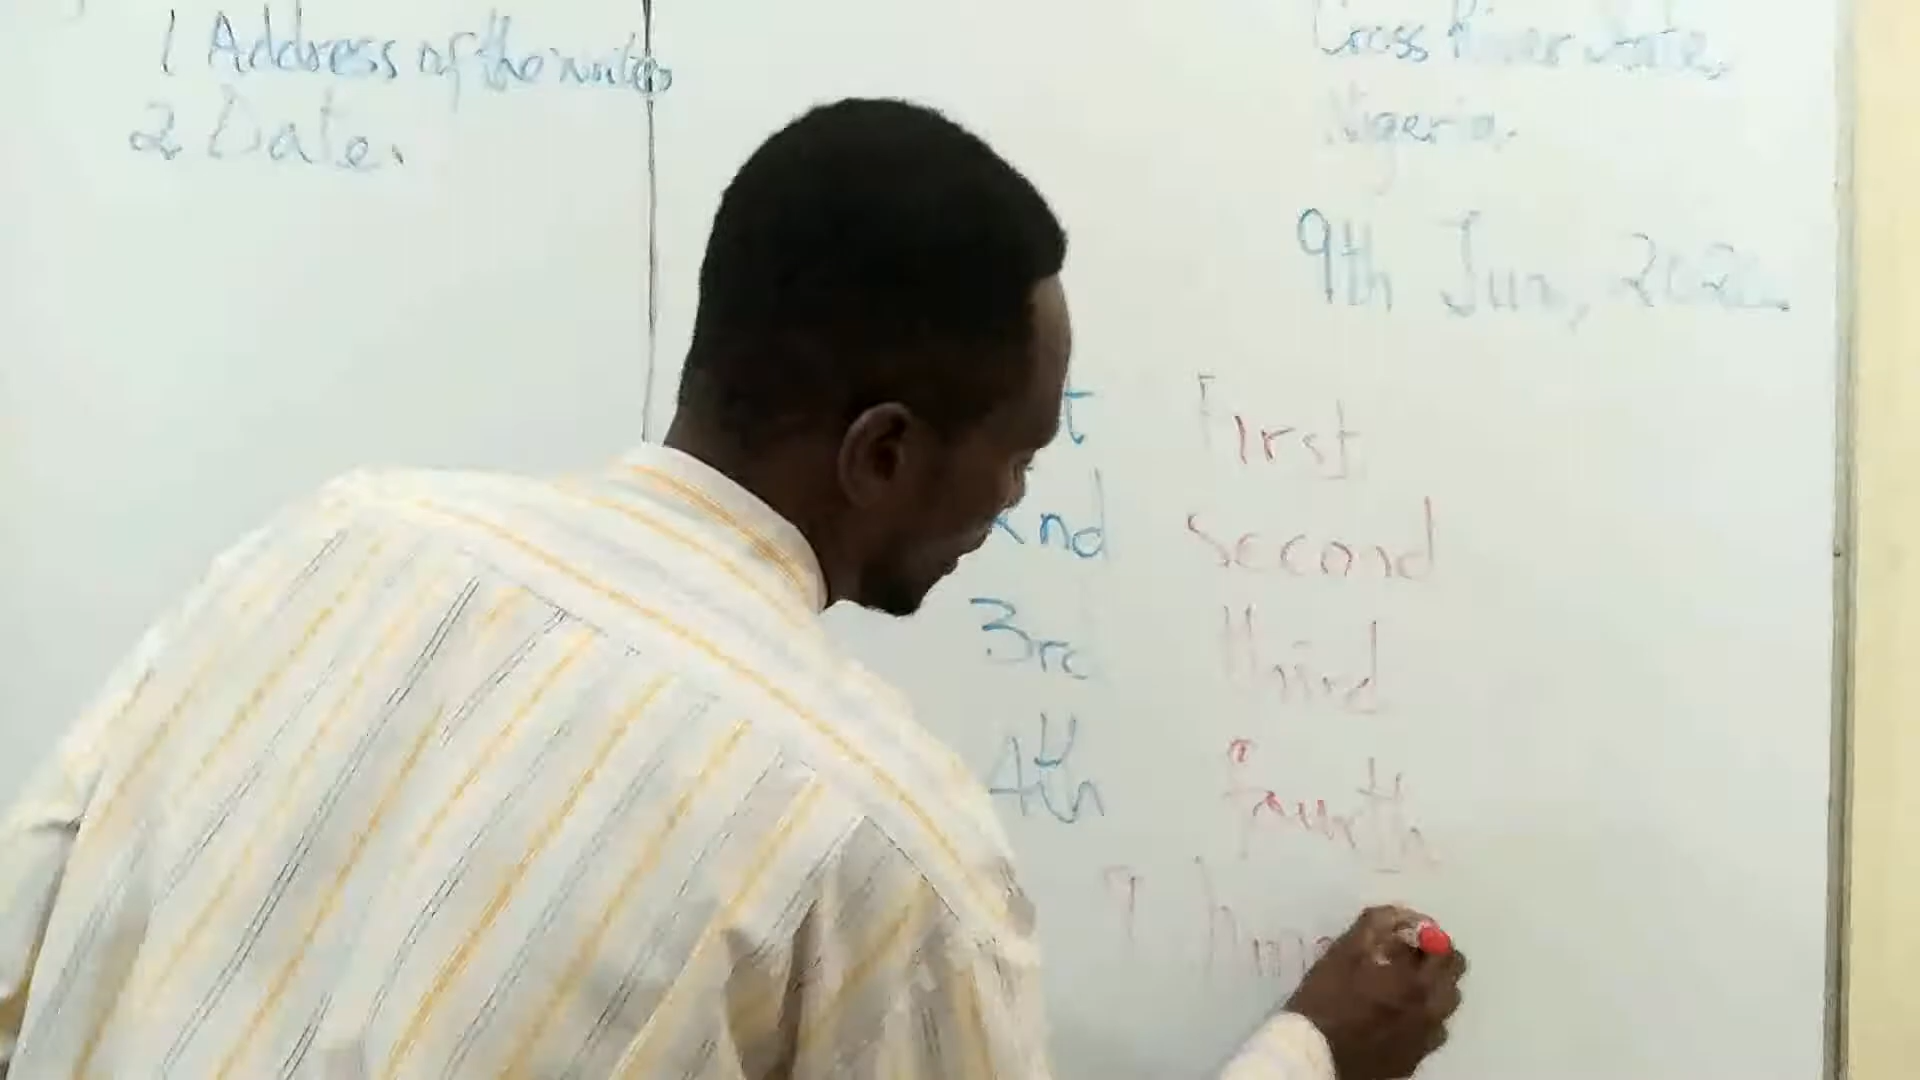 1 Address of the writer
2 Date.
Cross River State,
Nigeria.
9th Jun, 202
t First
2nd Second
3rd third
4th fourth